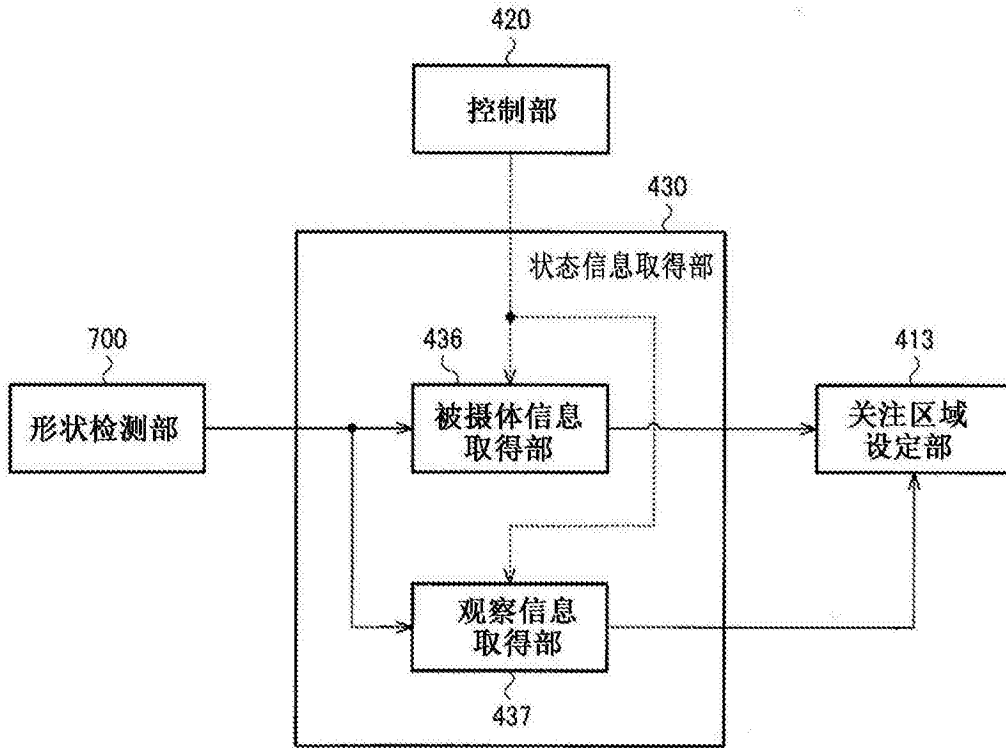 420
控制部
430
状态信息取得部
700
形状检测部
436
被摄体信息
取得部
413
关注区域
设定部
观察信息
取得部
437